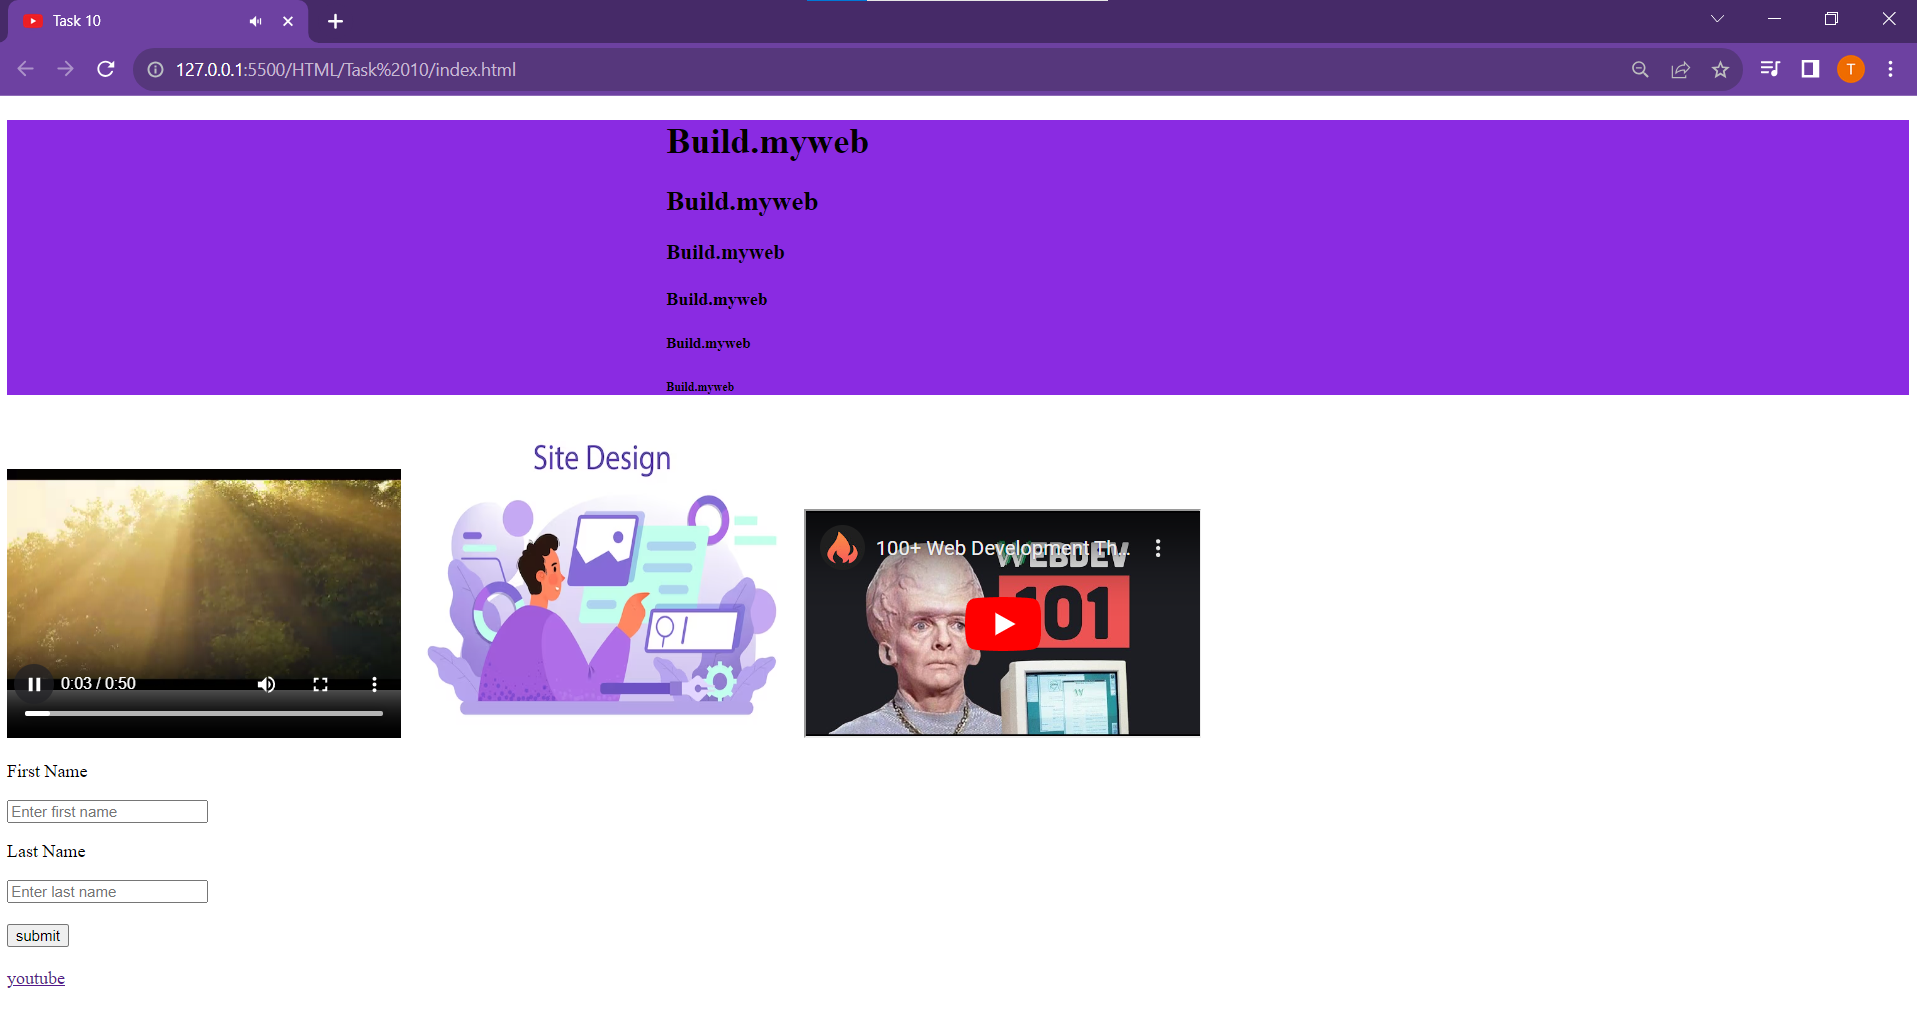 Task 10
127.0.0.1:5500/HTML/Task%2010/index.html
T
Build.myweb
Build.myweb
Build.myweb
Build.myweb
Build.myweb
Build.myweb
Site Design
0:03 / 0:50
100+ Web Development Th...
WEBDEV
101
First Name
Enter first name
Last Name
Enter last name
submit
youtube